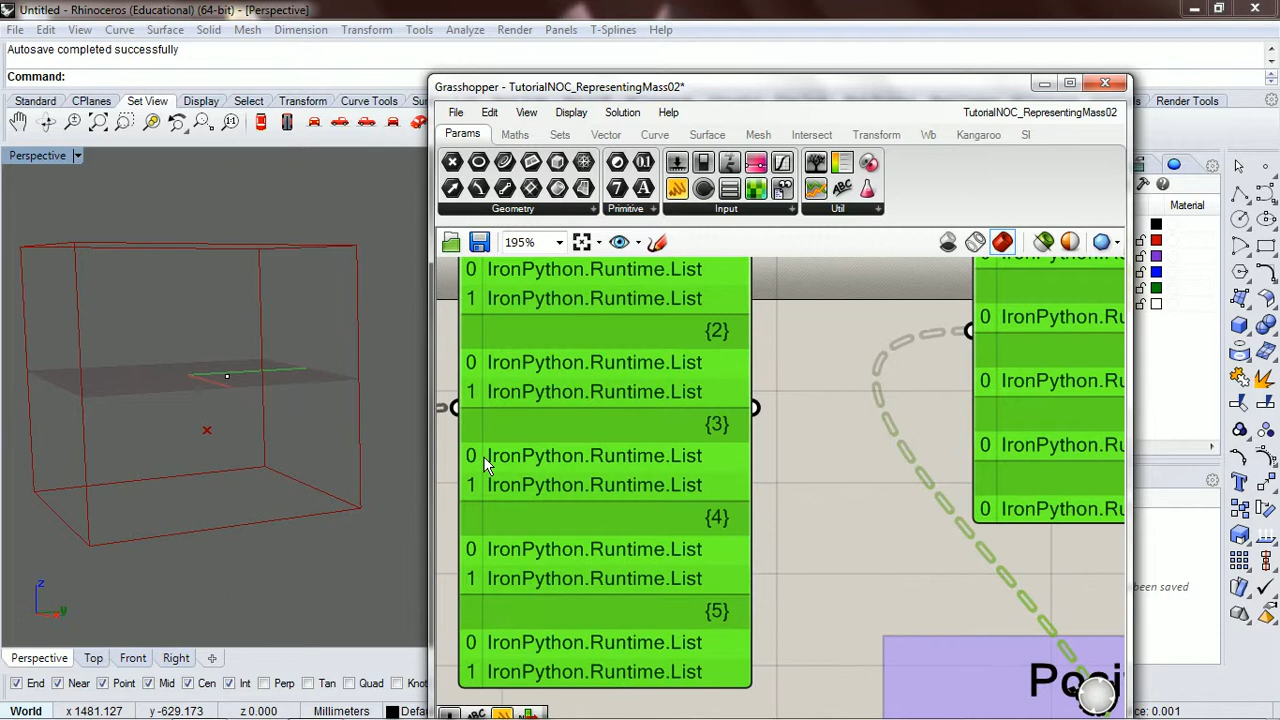 Untitled - Rhinoceros (Educational) (64-bit) - [Perspective]
File Edit View Curve Surface Solid Mesh Dimension Transform Tools Analyze Render Panels T-Splines Help
Autosave completed successfully
Command:
Standard CPlanes Set View Display Transform Curve Tools Render Tools
Perspective
Grasshopper - TutorialNOC_RepresentingMass02*
File Edit View Display Solution Help TutorialNOC_RepresentingMass02
Params Maths Sets Vector Curve Surface Mesh Intersect Transform Wb Kangaroo SI
Geometry Primitive Input Util
195%
Material
0 IronPython.Runtime.List
1 IronPython.Runtime.List
{2}
0 IronPython.Runtime.List
1 IronPython.Runtime.List
{3}
0 IronPython.Runtime.List
1 IronPython.Runtime.List
{4}
0 IronPython.Runtime.List
1 IronPython.Runtime.List
{5}
0 IronPython.Runtime.List
1 IronPython.Runtime.List
0 IronPython.Ru
0 IronPython.Ru
0 IronPython.Ru
0 IronPython.Ru
been saved
z
y
Perspective Top Front Right
End Near Point Mid Cen Int Perp Tan Quad Knot
World x 1481.127 y -629.173 z 0.000 Millimeters Defa
: 0.001